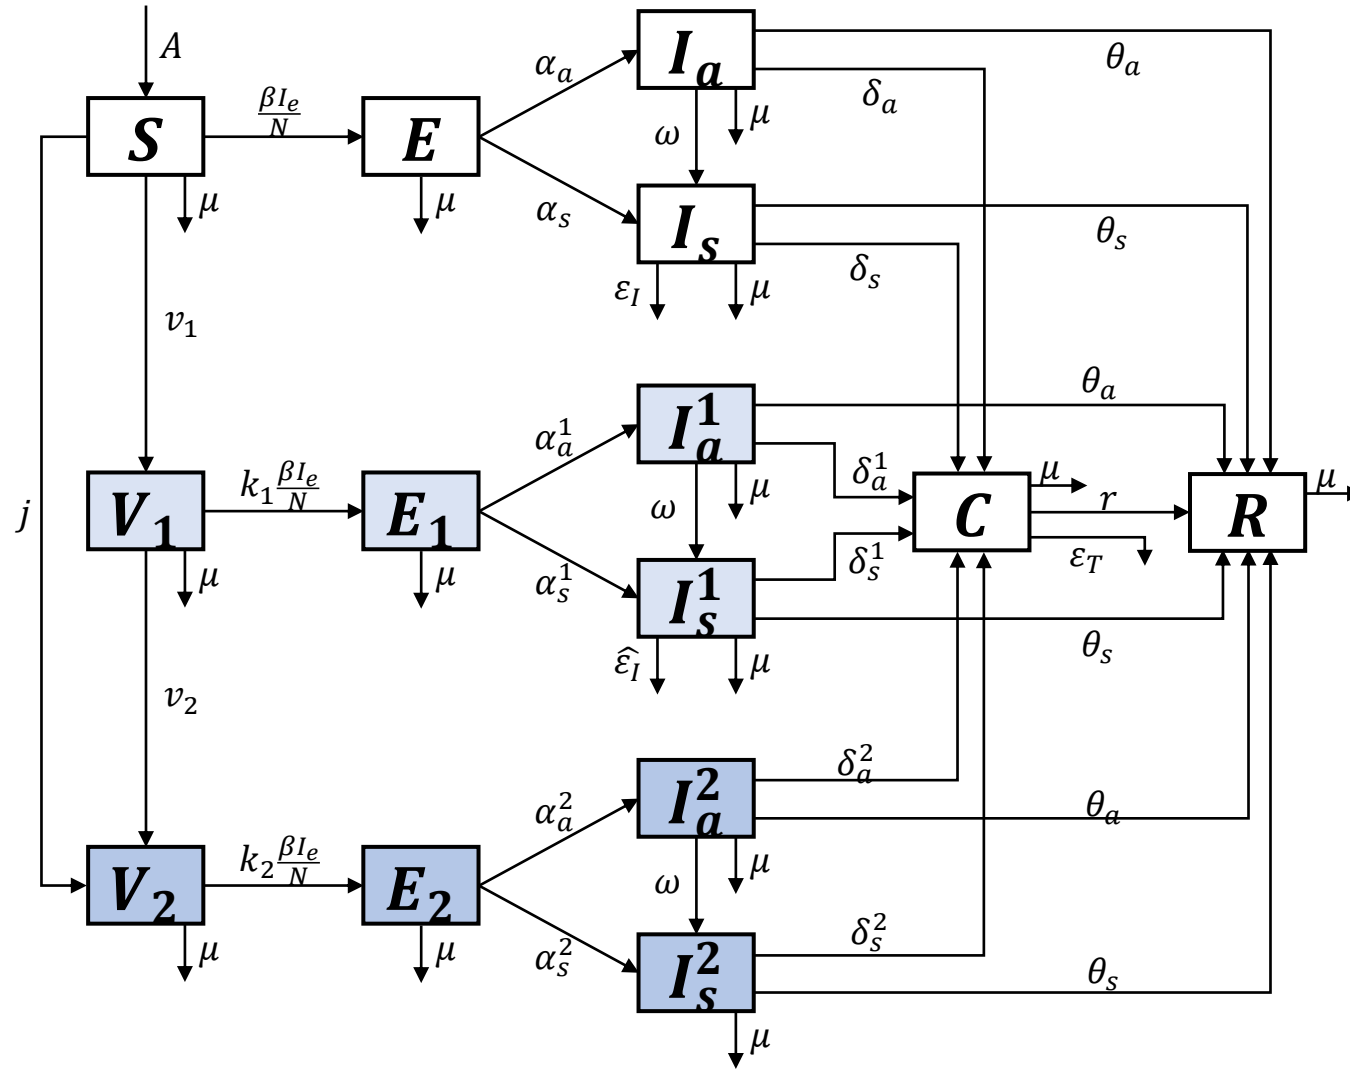 A
S
βI_e/N
E
α_a
α_s
I_a
θ_a
δ_a
μ
ω
μ
μ
I_s
θ_s
δ_s
ε_I
μ
v_1
j
V_1
k_1 βI_e/N
E_1
α_a^1
α_s^1
I_a^1
θ_a
δ_a^1
μ
ω
μ
μ
I_s^1
δ_s^1
θ_s
ε̂_I
μ
C
μ
r
ε_T
R
μ
v_2
V_2
k_2 βI_e/N
E_2
α_a^2
α_s^2
I_a^2
δ_a^2
θ_a
μ
ω
μ
μ
I_s^2
δ_s^2
θ_s
μ